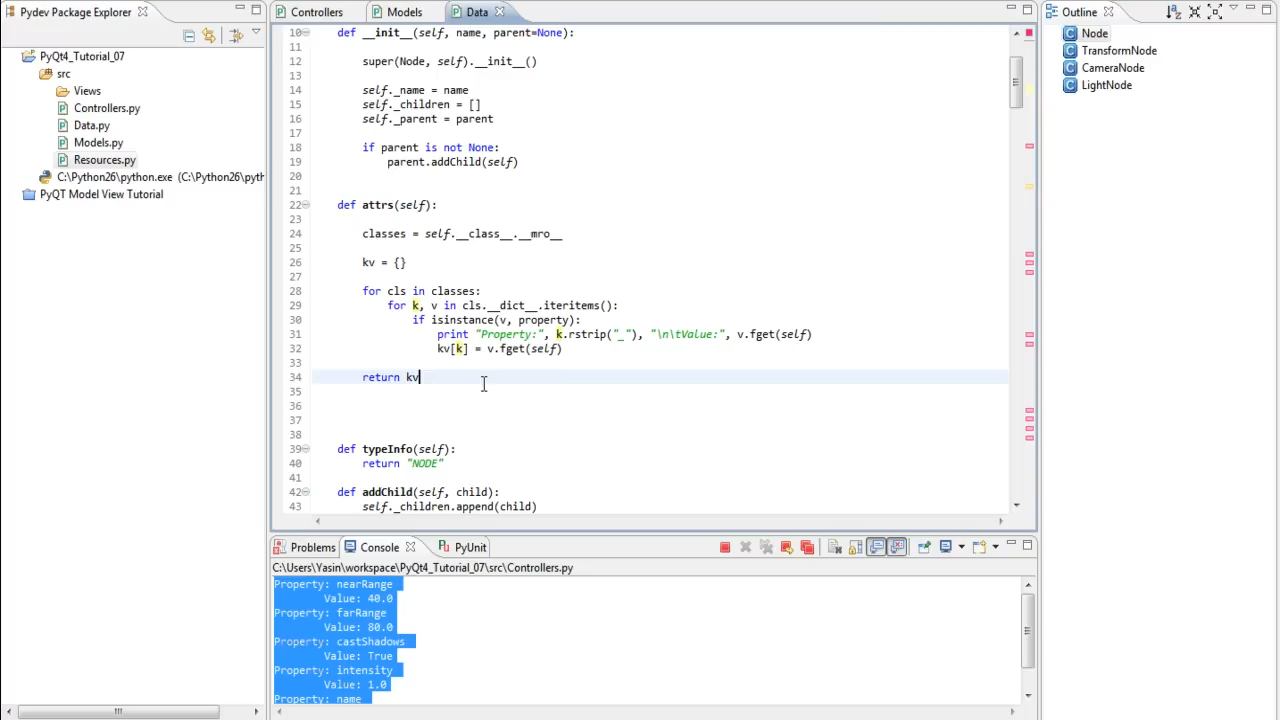 Pydev Package Explorer
PyQt4_Tutorial_07
src
Views
Controllers.py
Data.py
Models.py
Resources.py
C:\Python26\python.exe (C:\Python26\pyth
PyQT Model View Tutorial
Controllers Models Data
10 def __init__(self, name, parent=None):
11
12 super(Node, self).__init__()
13
14 self._name = name
15 self._children = []
16 self._parent = parent
17
18 if parent is not None:
19 parent.addChild(self)
20
21
22 def attrs(self):
23
24 classes = self.__class__.__mro__
25
26 kv = {}
27
28 for cls in classes:
29 for k, v in cls.__dict__.iteritems():
30 if isinstance(v, property):
31 print "Property:", k.rstrip("_"), "\n\tValue:", v.fget(self)
32 kv[k] = v.fget(self)
33
34 return kv
35
36
37
38
39 def typeInfo(self):
40 return "NODE"
41
42 def addChild(self, child):
43 self._children.append(child)
Outline
Node
TransformNode
CameraNode
LightNode
Problems Console PyUnit
C:\Users\Yasin\workspace\PyQt4_Tutorial_07\src\Controllers.py
Property: nearRange
Value: 40.0
Property: farRange
Value: 80.0
Property: castShadows
Value: True
Property: intensity
Value: 1.0
Property: name